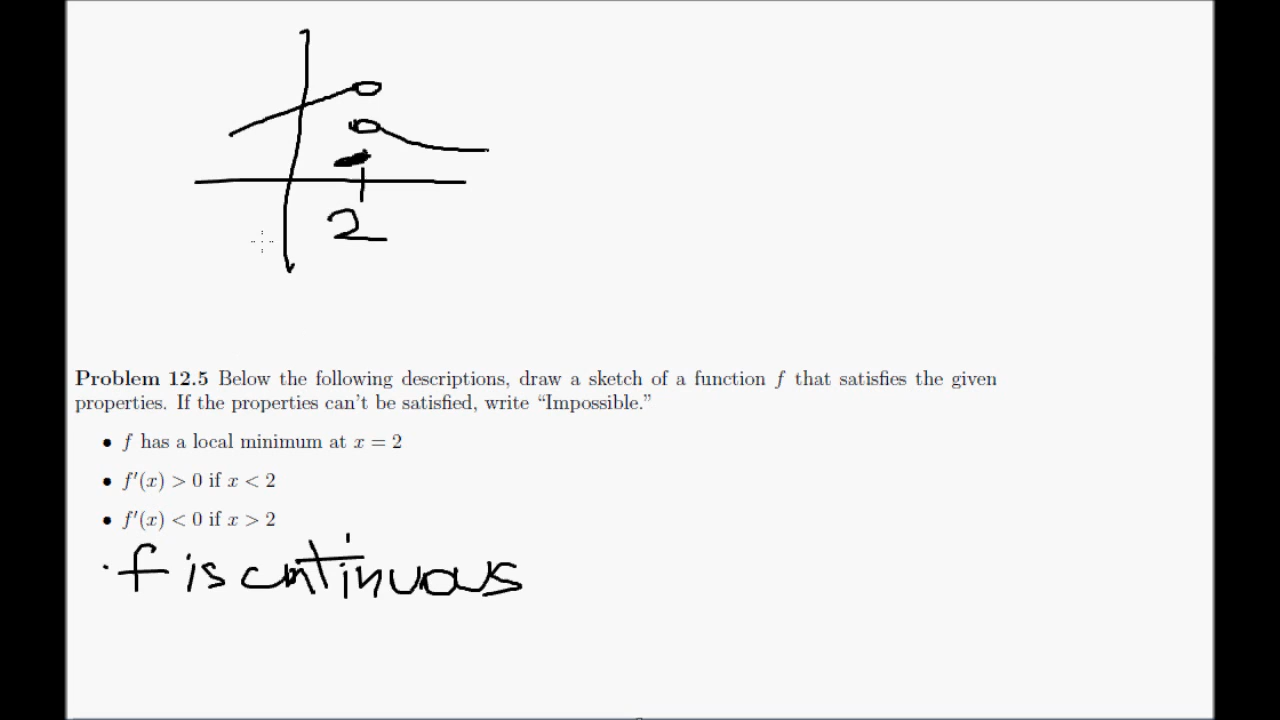 2
Problem 12.5 Below the following descriptions, draw a sketch of a function f that satisfies the given
properties. If the properties can't be satisfied, write “Impossible.”
• f has a local minimum at x = 2
• f′(x) > 0 if x < 2
• f′(x) < 0 if x > 2
· f is cntinuous